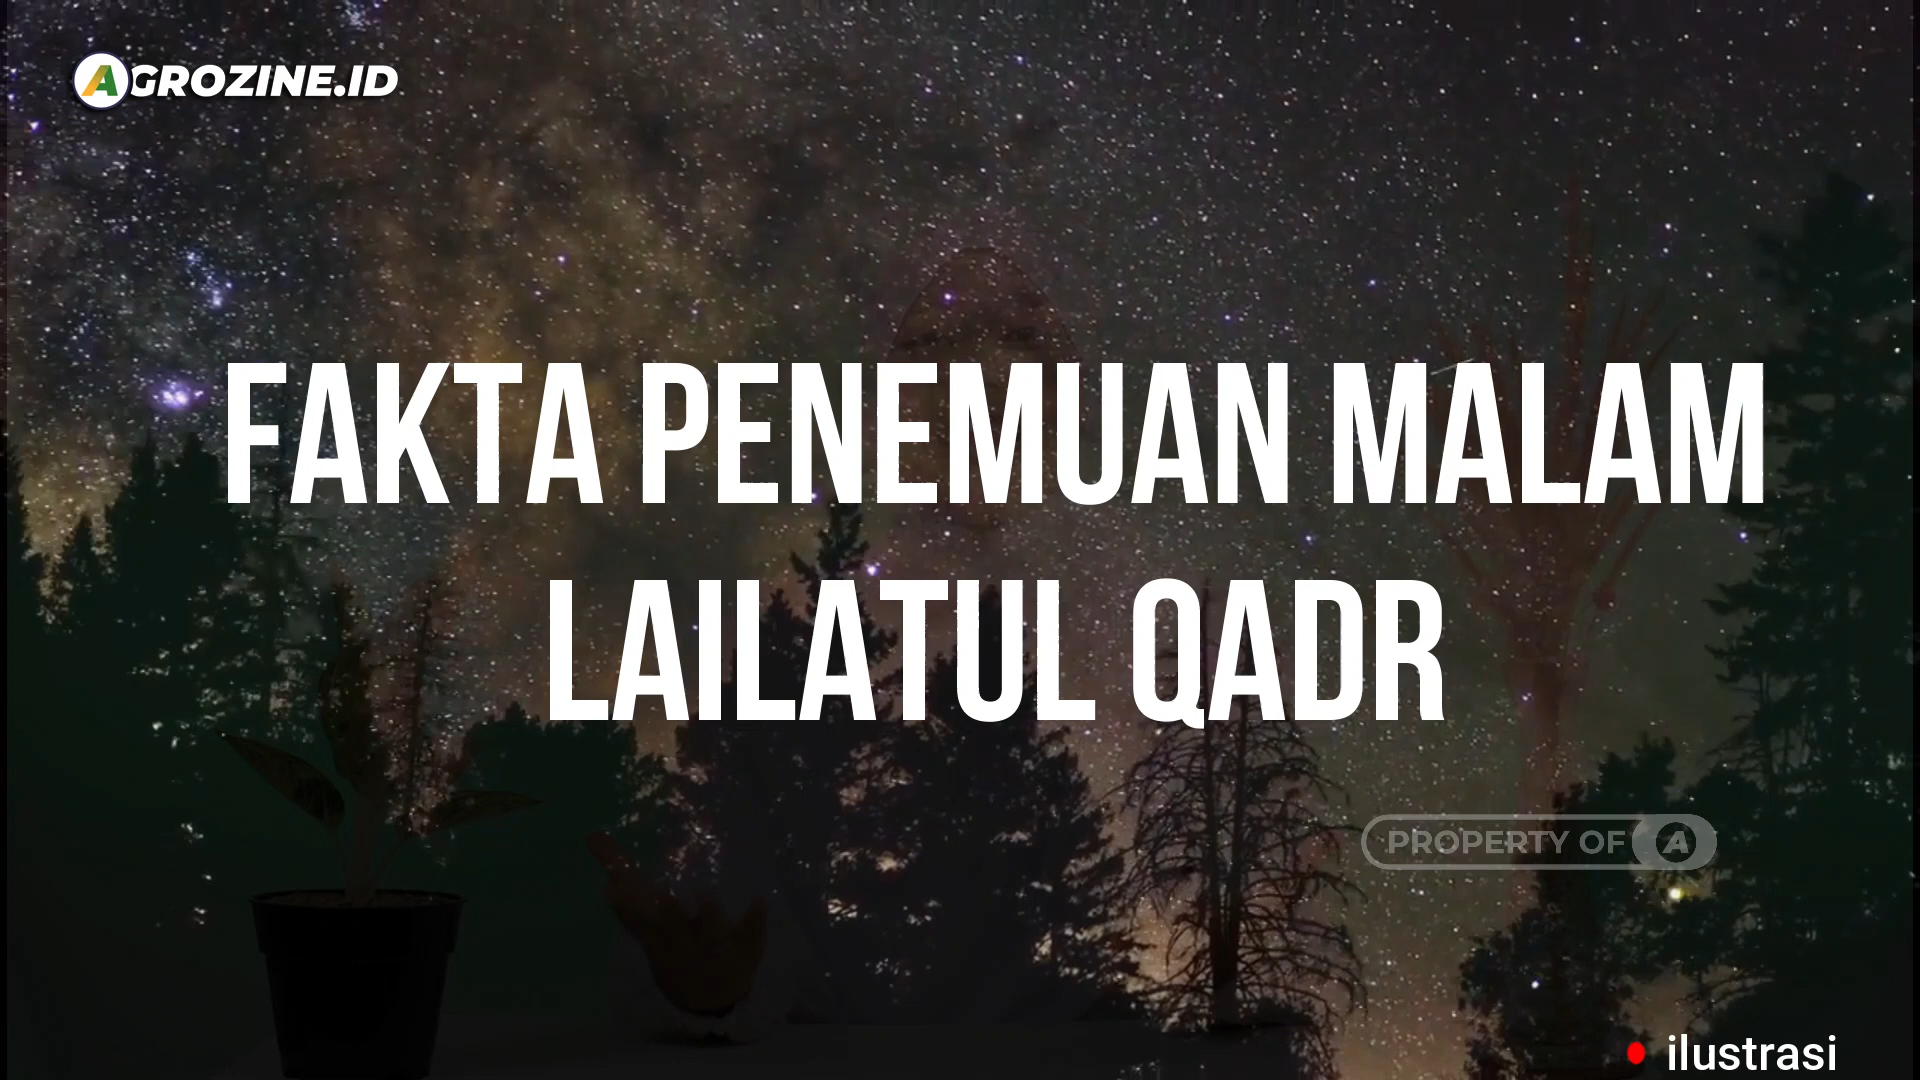 AGROZINE.ID
FAKTA PENEMUAN MALAM
LAILATUL QADR
PROPERTY OF A
ilustrasi